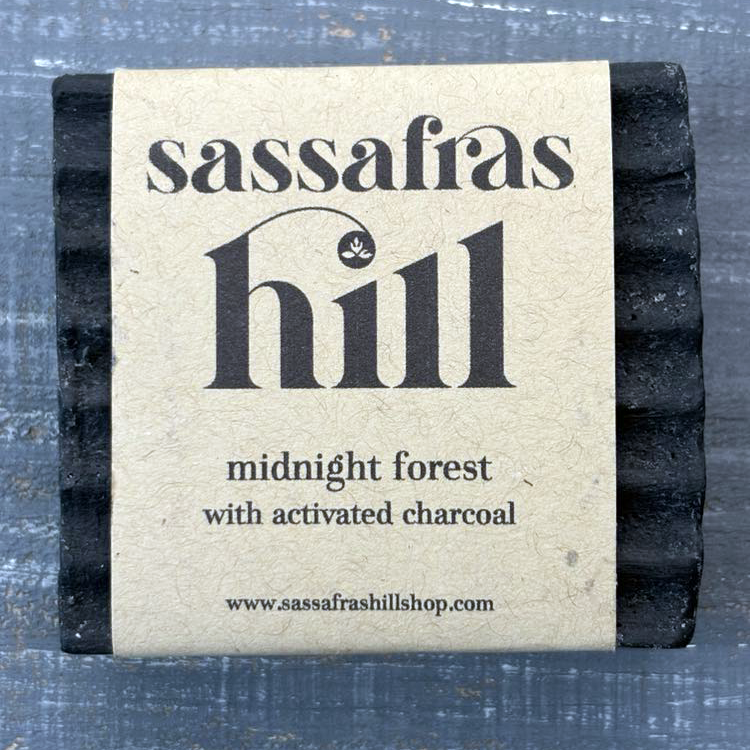 sassafras
hill
midnight forest
with activated charcoal
www.sassafrashillshop.com